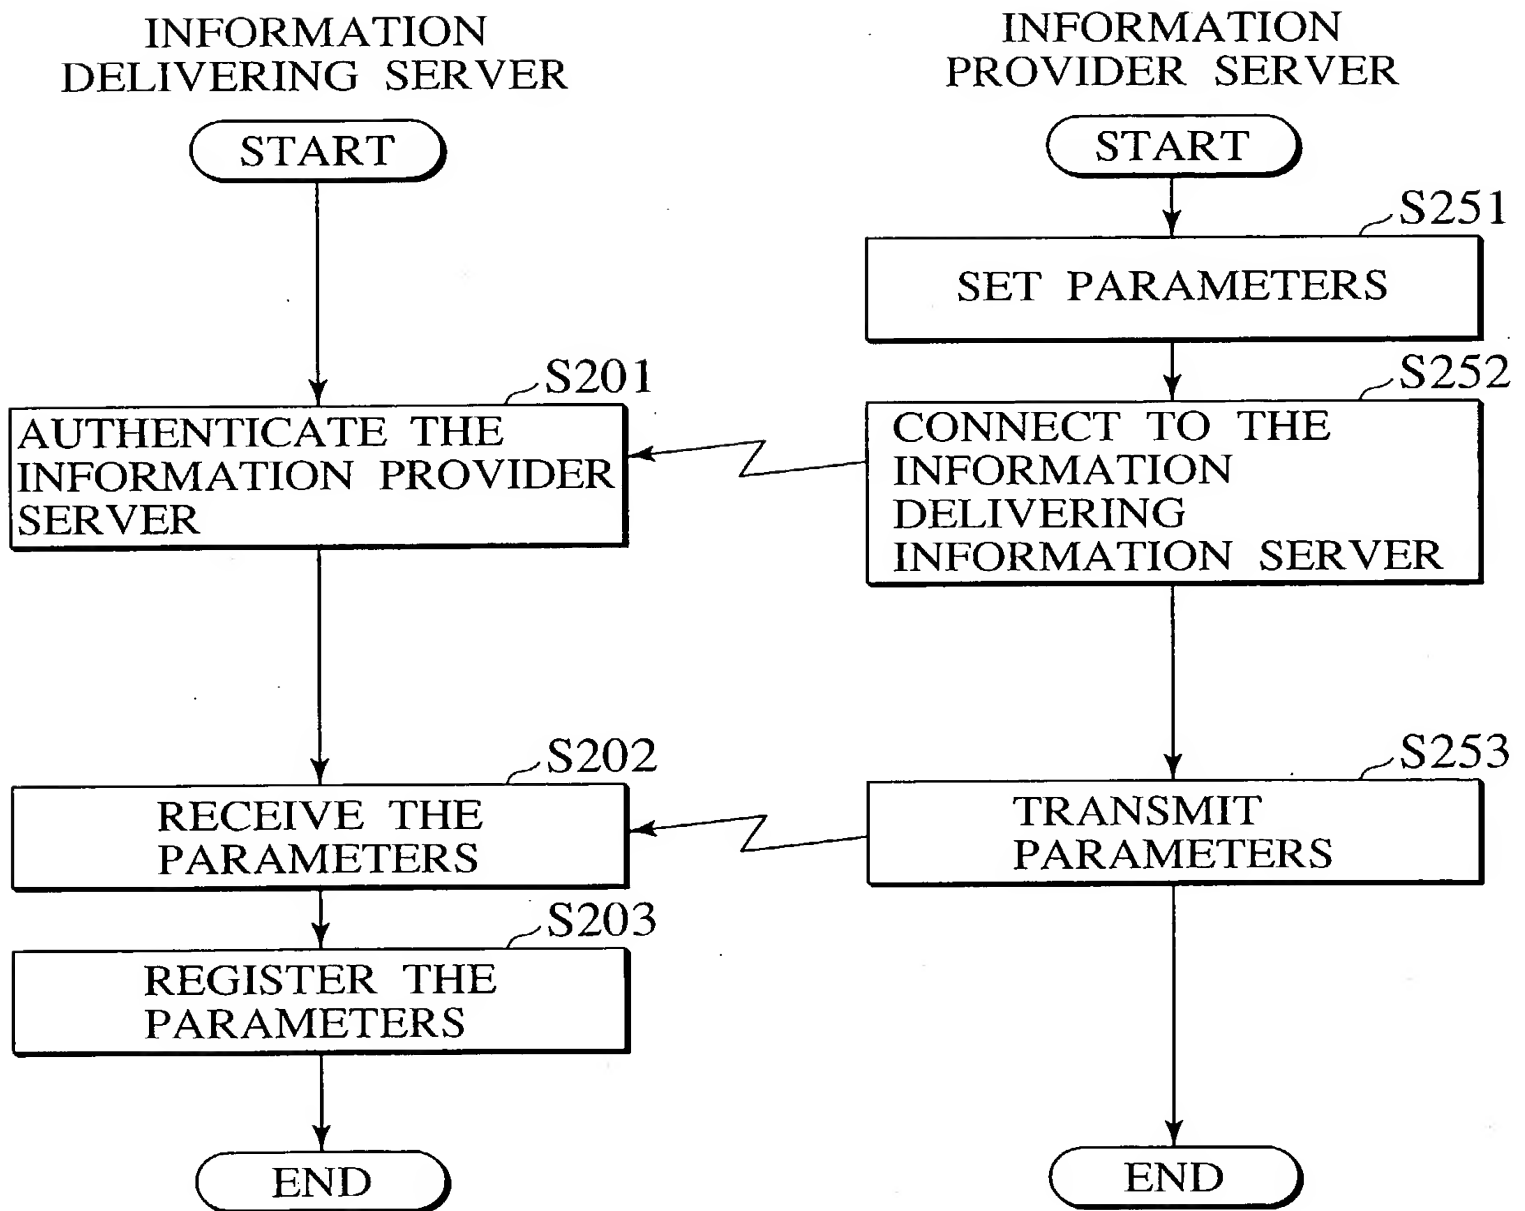 INFORMATION
DELIVERING SERVER
START
S201
AUTHENTICATE THE
INFORMATION PROVIDER
SERVER
S202
RECEIVE THE
PARAMETERS
S203
REGISTER THE
PARAMETERS
END
INFORMATION
PROVIDER SERVER
START
S251
SET PARAMETERS
S252
CONNECT TO THE
INFORMATION
DELIVERING
INFORMATION SERVER
S253
TRANSMIT
PARAMETERS
END